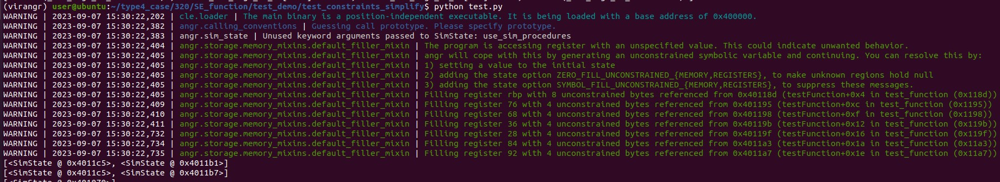 (virangr) user@ubuntu:~/type4_case/320/SE_function/test_demo/test_constraints_simplify$ python test.py
WARNING | 2023-09-07 15:30:22,202 | cle.loader | The main binary is a position-independent executable. It is being loaded with a base address of 0x400000.
WARNING | 2023-09-07 15:30:22,382 | angr.calling_conventions | Guessing call prototype. Please specify prototype.
WARNING | 2023-09-07 15:30:22,383 | angr.sim_state | Unused keyword arguments passed to SimState: use_sim_procedures
WARNING | 2023-09-07 15:30:22,404 | angr.storage.memory_mixins.default_filler_mixin | The program is accessing register with an unspecified value. This could indicate unwanted behavior.
WARNING | 2023-09-07 15:30:22,405 | angr.storage.memory_mixins.default_filler_mixin | angr will cope with this by generating an unconstrained symbolic variable and continuing. You can resolve this by:
WARNING | 2023-09-07 15:30:22,405 | angr.storage.memory_mixins.default_filler_mixin | 1) setting a value to the initial state
WARNING | 2023-09-07 15:30:22,405 | angr.storage.memory_mixins.default_filler_mixin | 2) adding the state option ZERO_FILL_UNCONSTRAINED_{MEMORY,REGISTERS}, to make unknown regions hold null
WARNING | 2023-09-07 15:30:22,405 | angr.storage.memory_mixins.default_filler_mixin | 3) adding the state option SYMBOL_FILL_UNCONSTRAINED_{MEMORY,REGISTERS}, to suppress these messages.
WARNING | 2023-09-07 15:30:22,405 | angr.storage.memory_mixins.default_filler_mixin | Filling register rbp with 8 unconstrained bytes referenced from 0x40118d (testFunction+0x4 in test_function (0x118d))
WARNING | 2023-09-07 15:30:22,409 | angr.storage.memory_mixins.default_filler_mixin | Filling register 76 with 4 unconstrained bytes referenced from 0x401195 (testFunction+0xc in test_function (0x1195))
WARNING | 2023-09-07 15:30:22,410 | angr.storage.memory_mixins.default_filler_mixin | Filling register 68 with 4 unconstrained bytes referenced from 0x401198 (testFunction+0xf in test_function (0x1198))
WARNING | 2023-09-07 15:30:22,411 | angr.storage.memory_mixins.default_filler_mixin | Filling register 36 with 4 unconstrained bytes referenced from 0x40119b (testFunction+0x12 in test_function (0x119b))
WARNING | 2023-09-07 15:30:22,732 | angr.storage.memory_mixins.default_filler_mixin | Filling register 28 with 4 unconstrained bytes referenced from 0x40119f (testFunction+0x16 in test_function (0x119f))
WARNING | 2023-09-07 15:30:22,734 | angr.storage.memory_mixins.default_filler_mixin | Filling register 84 with 4 unconstrained bytes referenced from 0x4011a3 (testFunction+0x1a in test_function (0x11a3))
WARNING | 2023-09-07 15:30:22,735 | angr.storage.memory_mixins.default_filler_mixin | Filling register 92 with 4 unconstrained bytes referenced from 0x4011a7 (testFunction+0x1e in test_function (0x11a7))
[<SimState @ 0x4011c5>, <SimState @ 0x4011b1>]
[<SimState @ 0x4011c5>, <SimState @ 0x4011b7>]